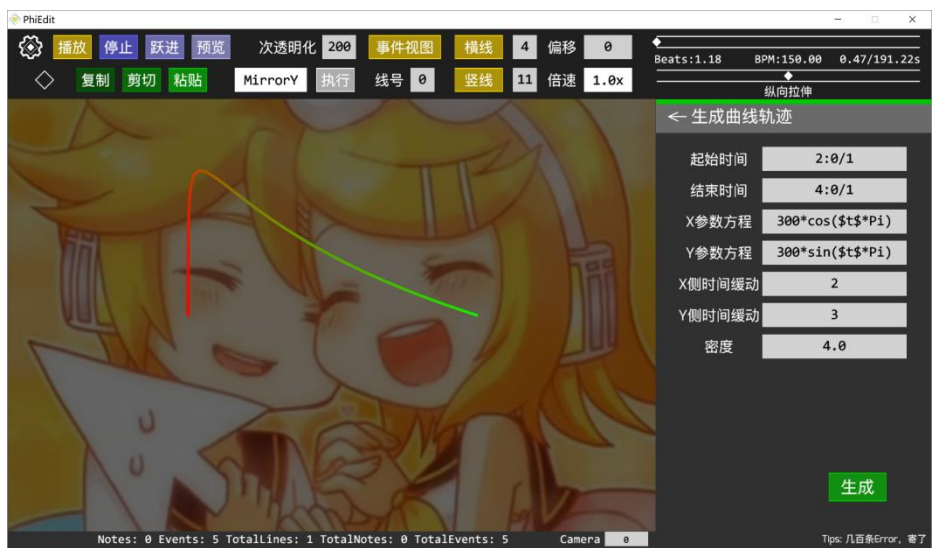 PhiEdit
播放 停止 跃进 预览 次透明化 200 事件视图 横线 4 偏移 0
Beats:1.18 BPM:150.00 0.47/191.22s
复制 剪切 粘贴 MirrorY 执行 线号 0 竖线 11 倍速 1.0x
纵向拉伸
← 生成曲线轨迹
起始时间 2:0/1
结束时间 4:0/1
X参数方程 300*cos($t$*Pi)
Y参数方程 300*sin($t$*Pi)
X侧时间缓动 2
Y侧时间缓动 3
密度 4.0
生成
Notes: 0 Events: 5 TotalLines: 1 TotalNotes: 0 TotalEvents: 5 Camera 0
Tips: 几百条Error，寄了